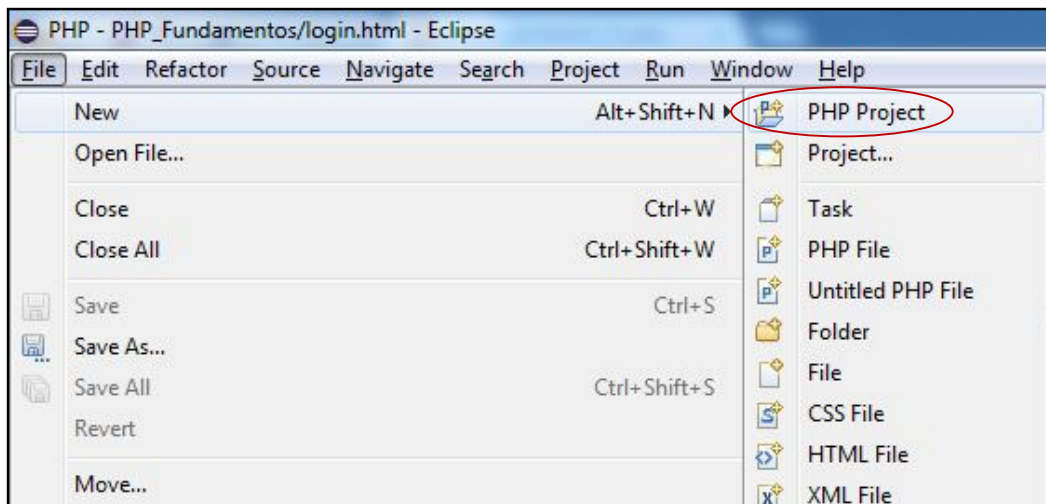 PHP - PHP_Fundamentos/login.html - Eclipse
File Edit Refactor Source Navigate Search Project Run Window Help
New Alt+Shift+N
Open File...
Close Ctrl+W
Close All Ctrl+Shift+W
Save Ctrl+S
Save As...
Save All Ctrl+Shift+S
Revert
Move...
PHP Project
Project...
Task
PHP File
Untitled PHP File
Folder
File
CSS File
HTML File
XML File